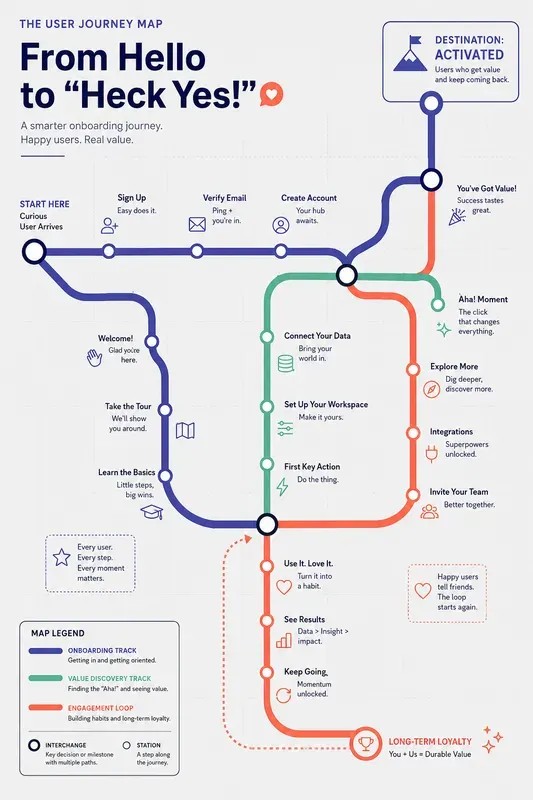 THE USER JOURNEY MAP
From Hello
to “Heck Yes!”
A smarter onboarding journey.
Happy users. Real value.
DESTINATION:
ACTIVATED
Users who get value
and keep coming back.
START HERE
Curious
User Arrives
Sign Up
Easy does it.
Verify Email
Ping +
you're in.
Create Account
Your hub
awaits.
You've Got Value!
Success tastes
great.
Aha! Moment
The click
that changes
everything.
Welcome!
Glad you're
here.
Take the Tour
We'll show
you around.
Learn the Basics
Little steps,
big wins.
Connect Your Data
Bring your
world in.
Set Up Your Workspace
Make it yours.
First Key Action
Do the thing.
Explore More
Dig deeper,
discover more.
Integrations
Superpowers
unlocked.
Invite Your Team
Better together.
Every user.
Every step.
Every moment
matters.
Use It. Love It.
Turn it into
a habit.
See Results
Data > Insight >
impact.
Keep Going.
Momentum
unlocked.
Happy users
tell friends.
The loop
starts again.
MAP LEGEND
ONBOARDING TRACK
Getting in and getting oriented.
VALUE DISCOVERY TRACK
Finding the "Aha!" and seeing value.
ENGAGEMENT LOOP
Building habits and long-term loyalty.
INTERCHANGE
Key decision or milestone
with multiple paths.
STATION
A step along
the journey.
LONG-TERM LOYALTY
You + Us = Durable Value